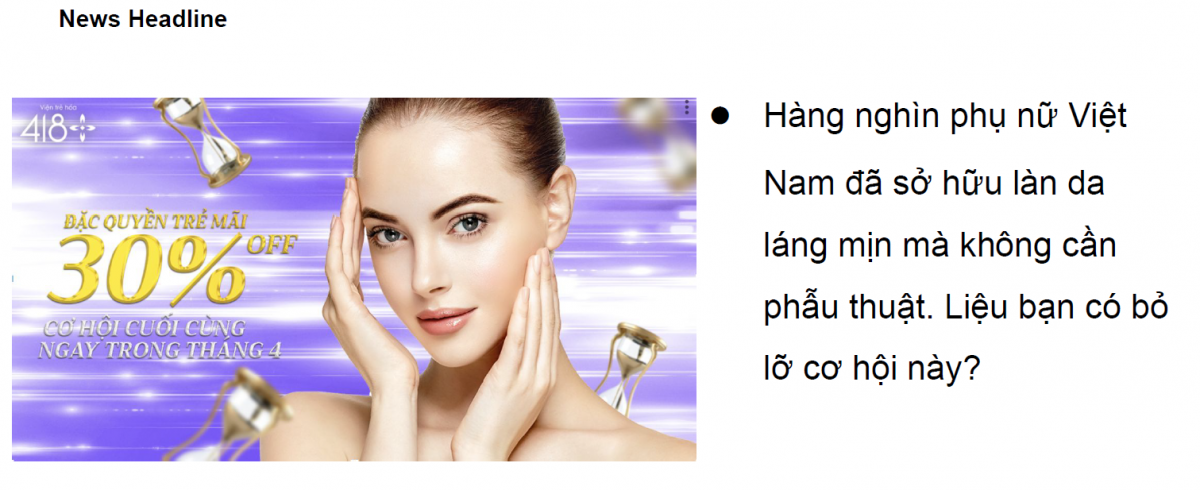 News Headline
Viện trẻ hóa
418
ĐẶC QUYỀN TRẺ MÃI
30% OFF
CƠ HỘI CUỐI CÙNG
NGAY TRONG THÁNG 4
● Hàng nghìn phụ nữ Việt
Nam đã sở hữu làn da
láng mịn mà không cần
phẫu thuật. Liệu bạn có bỏ
lỡ cơ hội này?